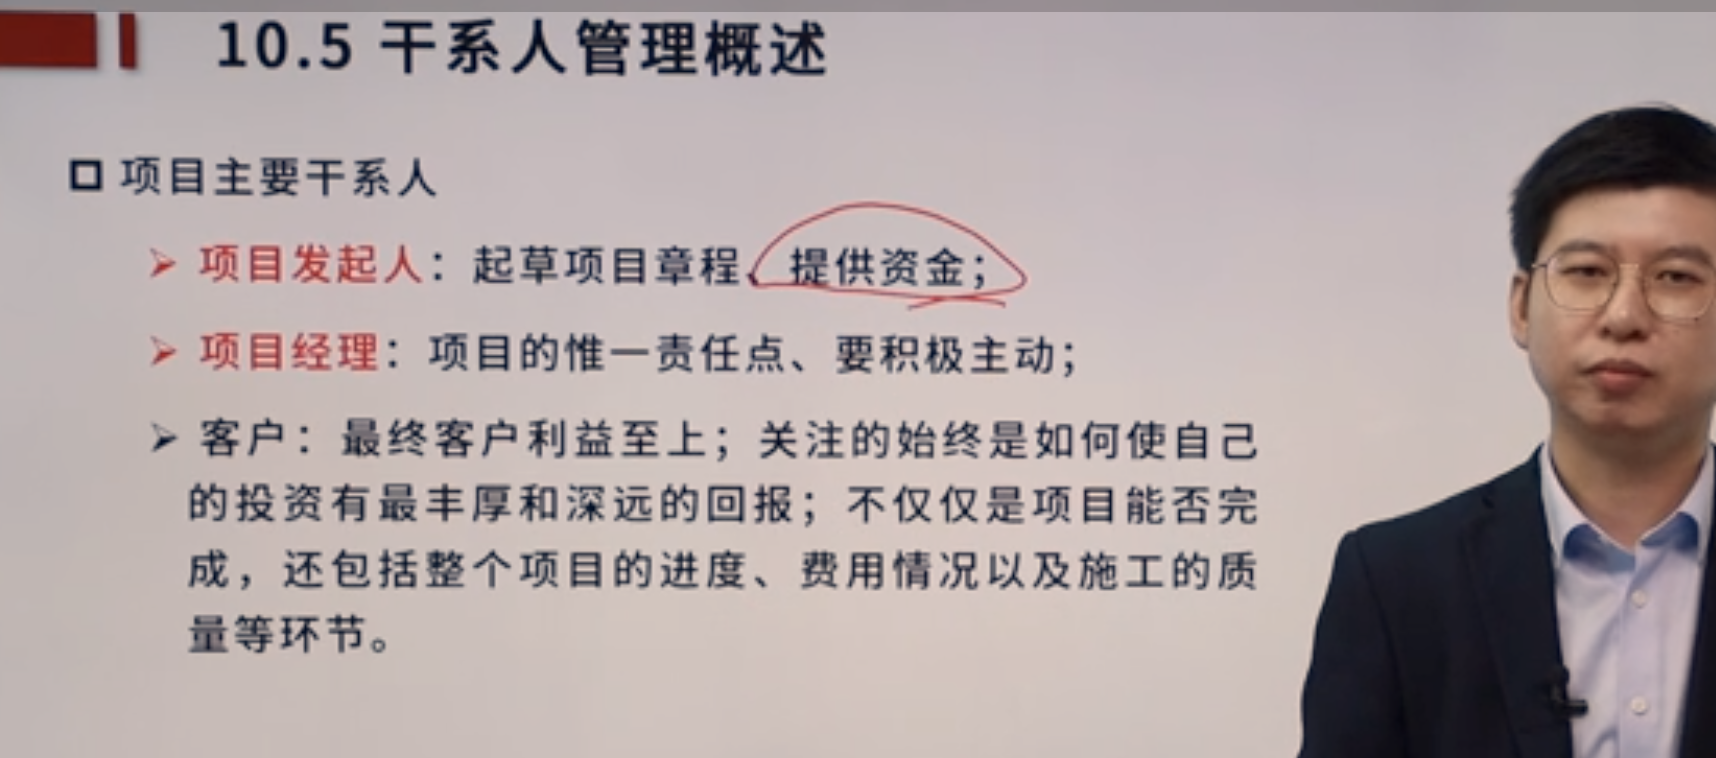 10.5 干系人管理概述
项目主要干系人
项目发起人：起草项目章程、提供资金；
项目经理：项目的惟一责任点、要积极主动；
客户：最终客户利益至上；关注的始终是如何使自己
的投资有最丰厚和深远的回报；不仅仅是项目能否完
成，还包括整个项目的进度、费用情况以及施工的质
量等环节。